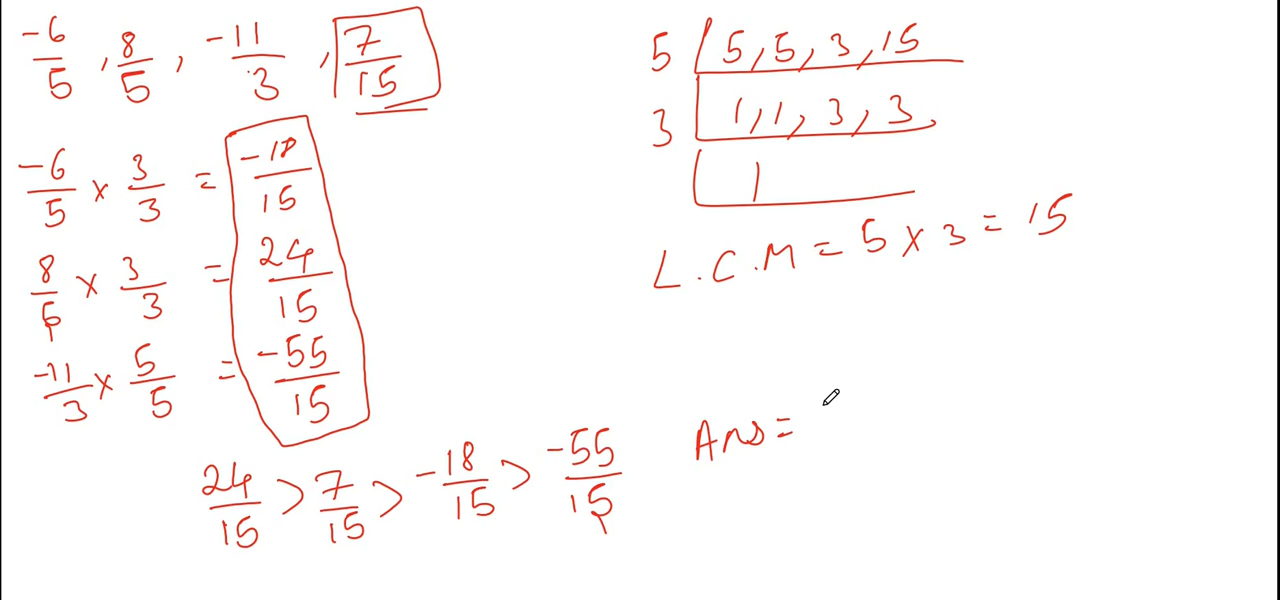 -6/5, 8/5, -11/3, 7/15
-6/5 × 3/3 = -18/15
8/5 × 3/3 = 24/15
-11/3 × 5/5 = -55/15
24/15 > 7/15 > -18/15 > -55/15
5 | 5, 5, 3, 15
3 | 1, 1, 3, 3,
1
L.C.M = 5 × 3 = 15
Ans =